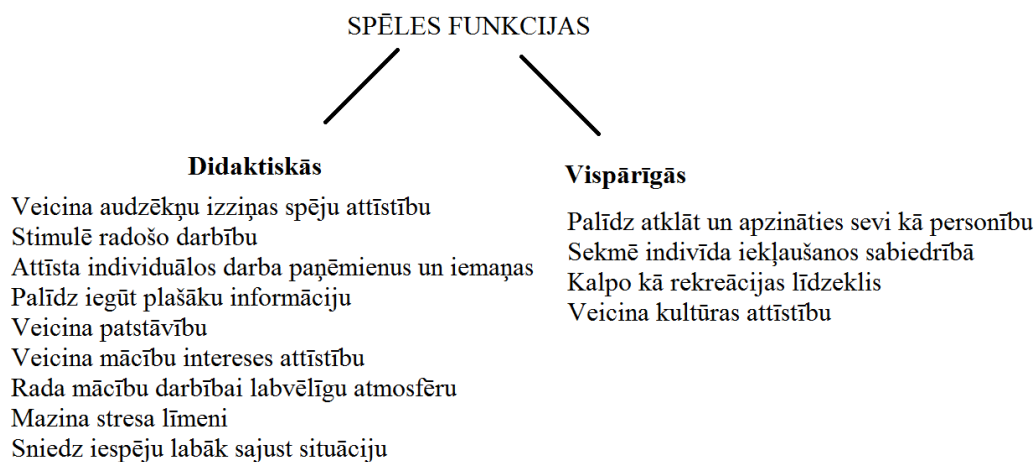 SPĒLES FUNKCIJAS
Didaktiskās
Veicina audzēkņu izziņas spēju attīstību
Stimulē radošo darbību
Attīsta individuālos darba paņēmienus un iemaņas
Palīdz iegūt plašāku informāciju
Veicina patstāvību
Veicina mācību intereses attīstību
Rada mācību darbībai labvēlīgu atmosfēru
Mazina stresa līmeni
Sniedz iespēju labāk sajust situāciju
Vispārīgās
Palīdz atklāt un apzināties sevi kā personību
Sekmē indivīda iekļaušanos sabiedrībā
Kalpo kā rekreācijas līdzeklis
Veicina kultūras attīstību